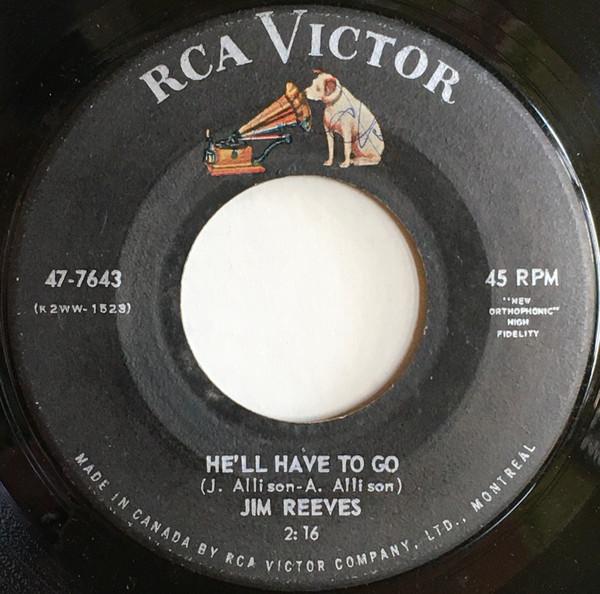 RCA VICTOR
47-7643
(K2WW-1523)
45 RPM
"NEW
ORTHOPHONIC"
HIGH
FIDELITY
HE'LL HAVE TO GO
(J. Allison-A. Allison)
JIM REEVES
2:16
MADE IN CANADA BY RCA VICTOR COMPANY, LTD., MONTREAL